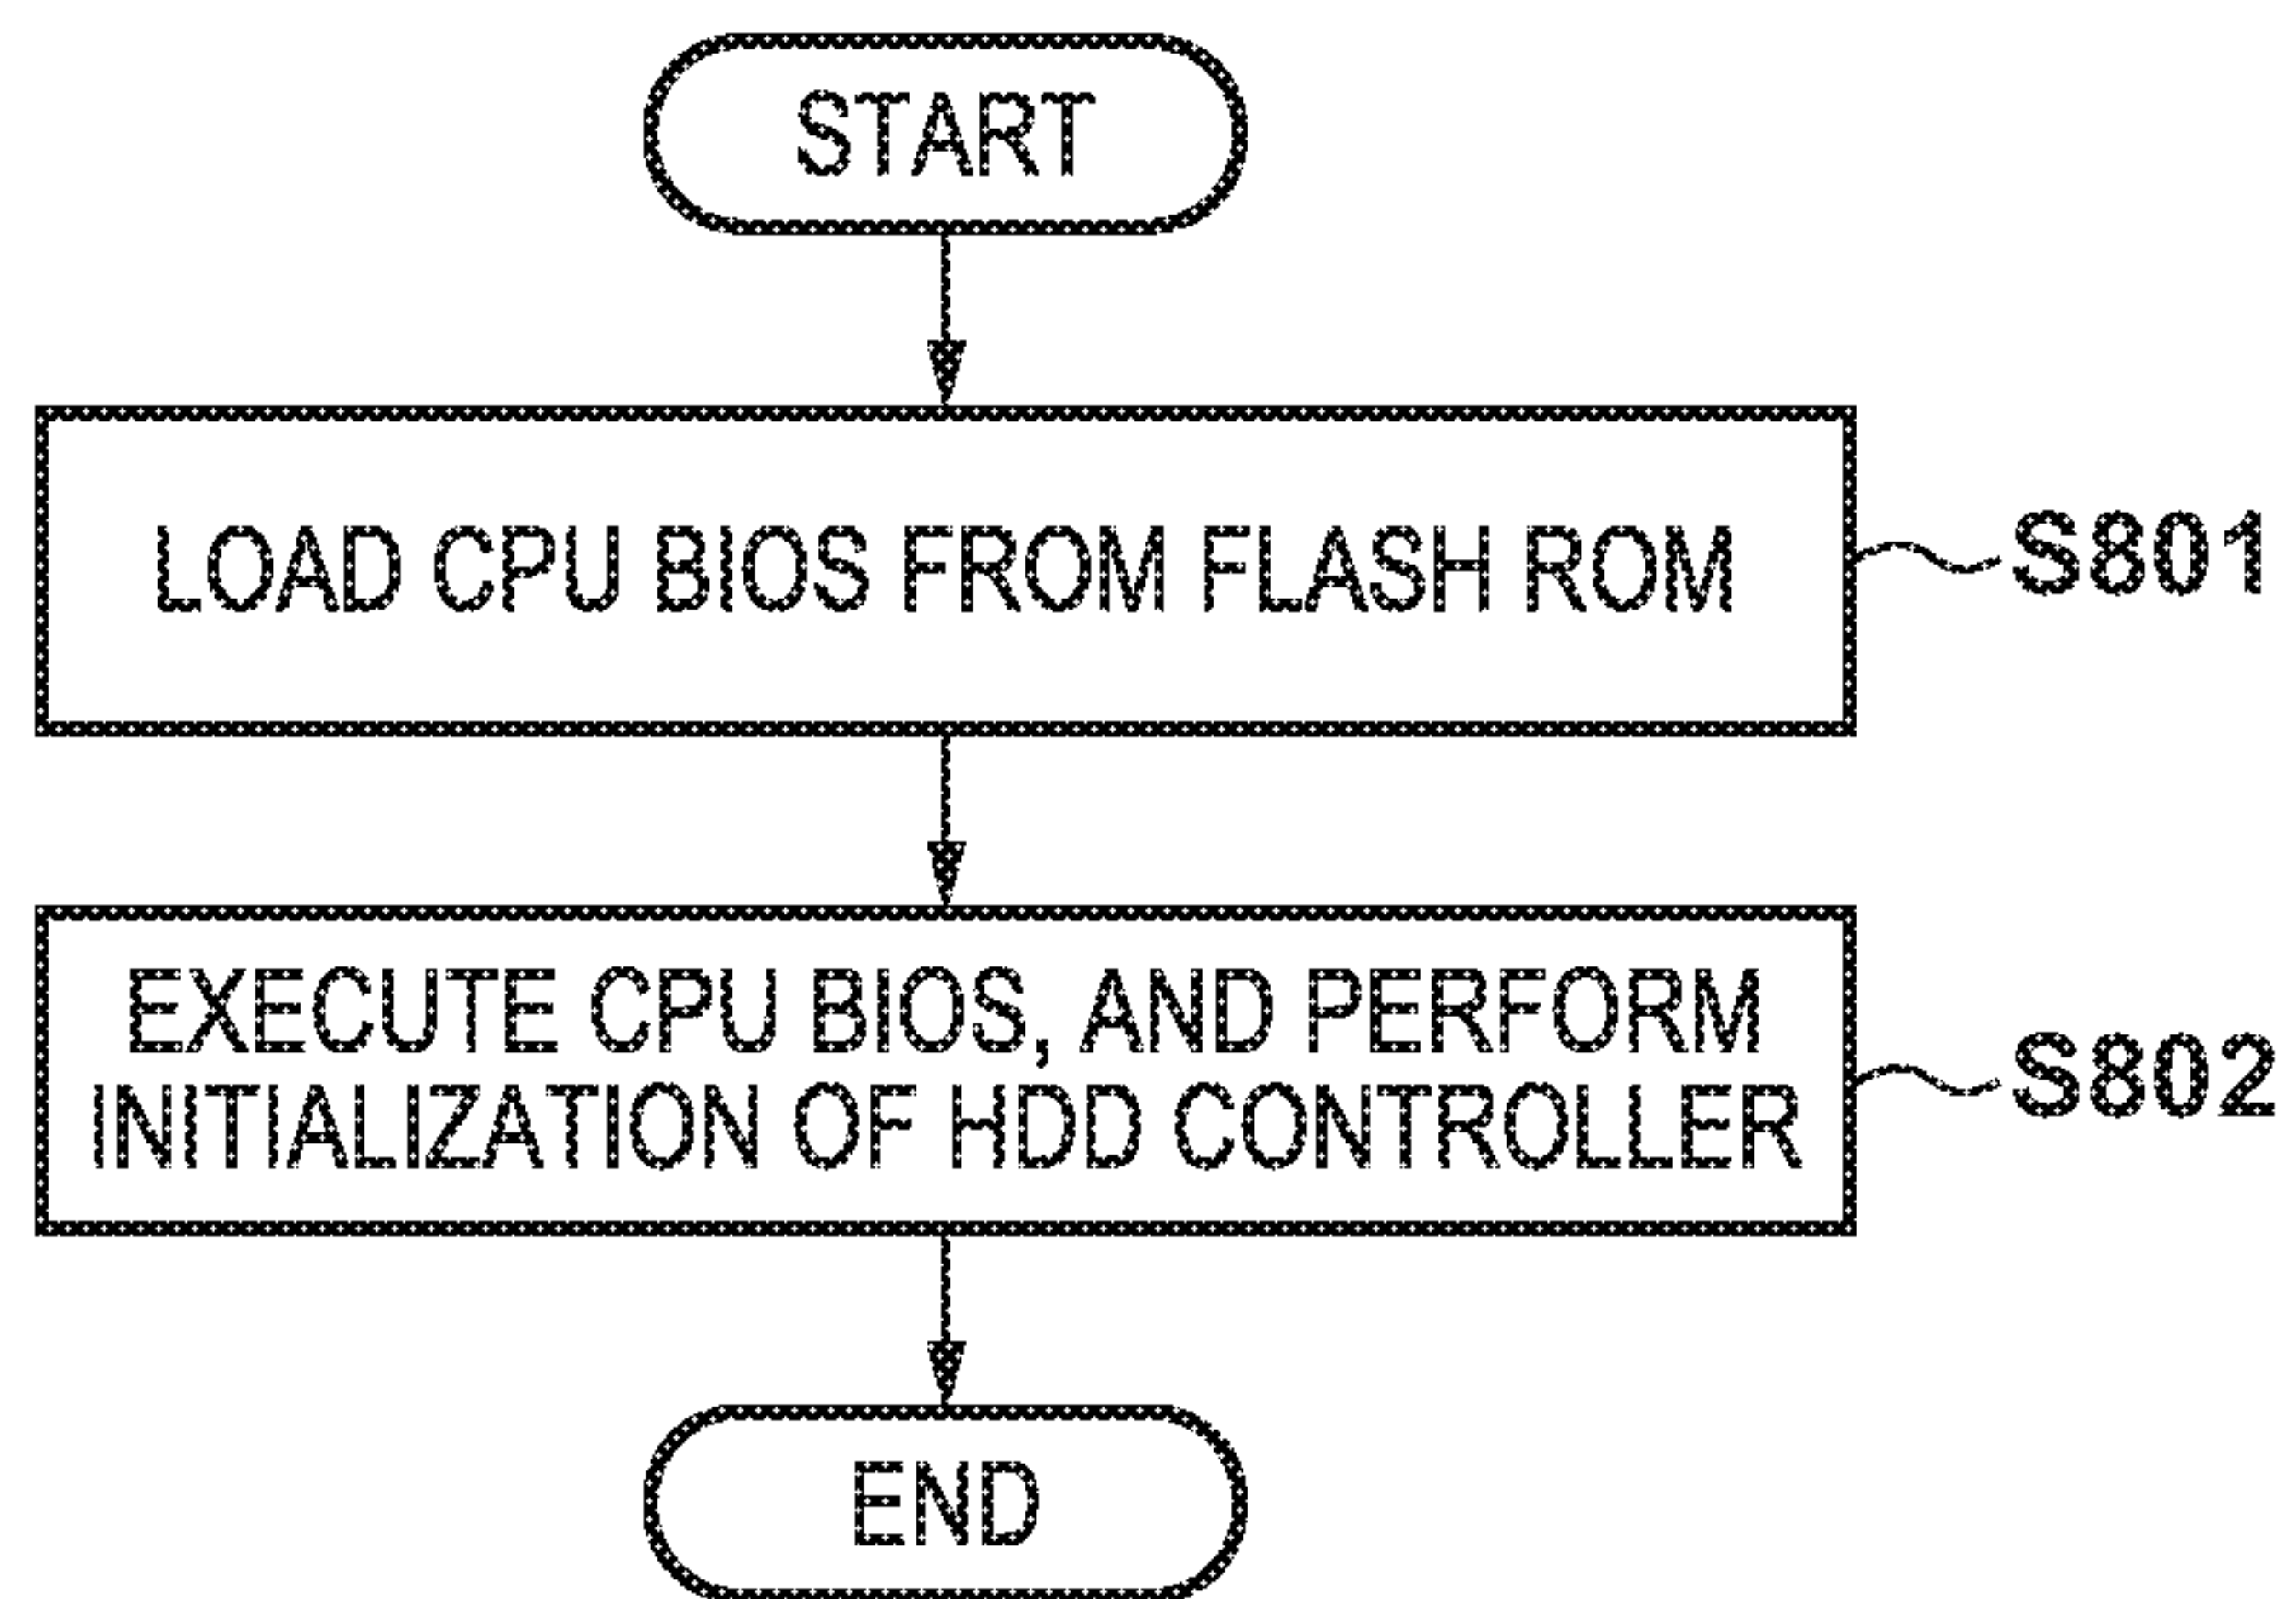 START
LOAD CPU BIOS FROM FLASH ROM
S801
EXECUTE CPU BIOS, AND PERFORM
INITIALIZATION OF HDD CONTROLLER
S802
END